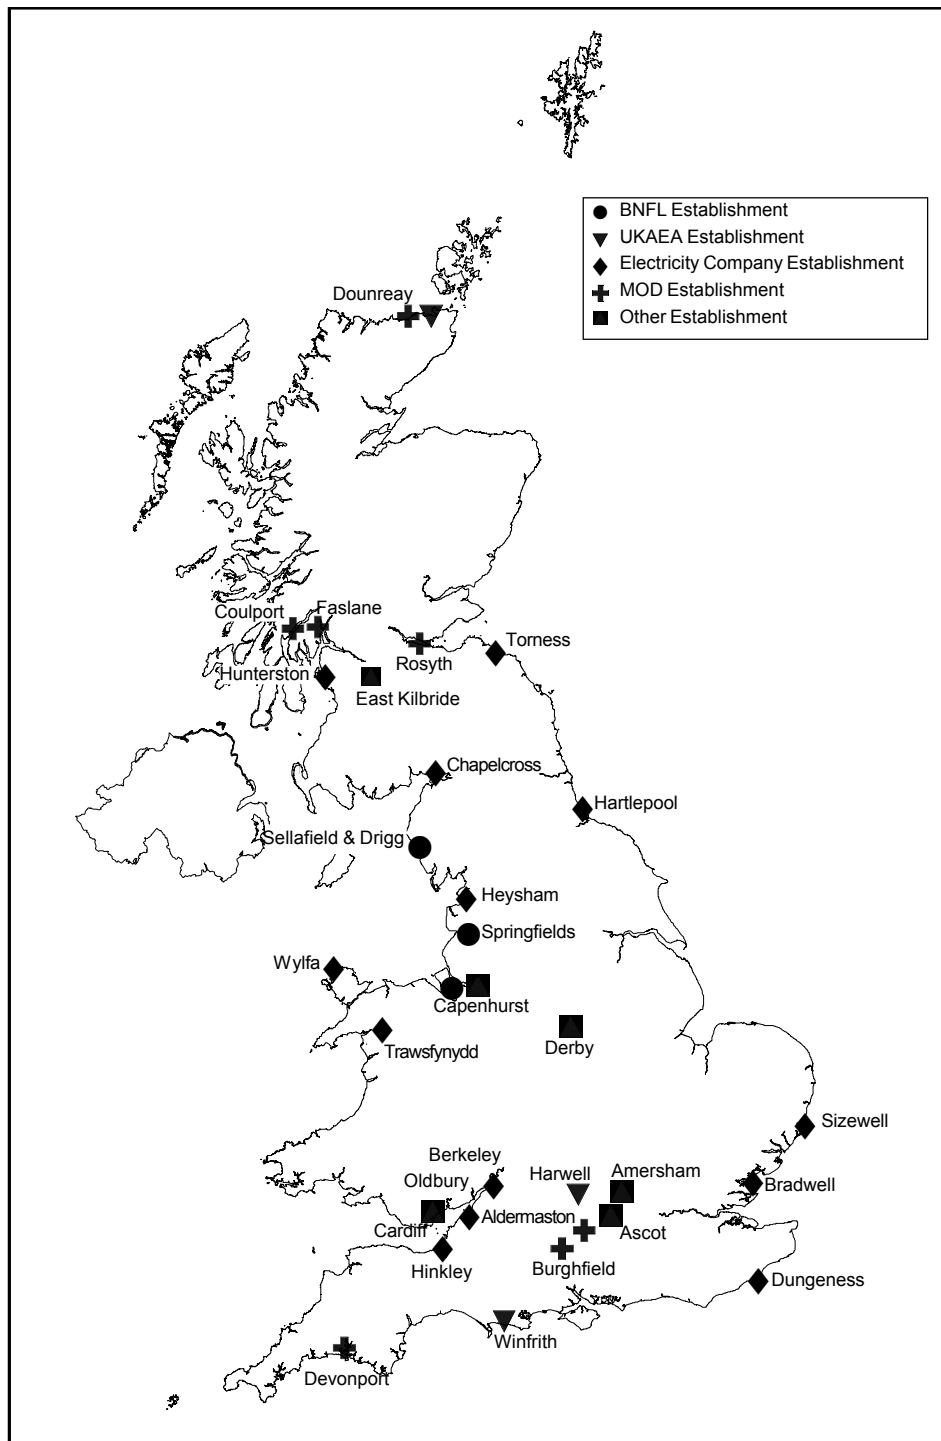 BNFL Establishment
UKAEA Establishment
Electricity Company Establishment
MOD Establishment
Other Establishment
Dounreay
Coulport
Faslane
Torness
Rosyth
Hunterston
East Kilbride
Chapelcross
Hartlepool
Sellafield & Drigg
Heysham
Springfields
Wylfa
Capenhurst
Derby
Trawsfynydd
Sizewell
Berkeley
Harwell
Amersham
Oldbury
Bradwell
Aldermaston
Cardiff
Ascot
Hinkley
Burghfield
Dungeness
Winfrith
Devonport